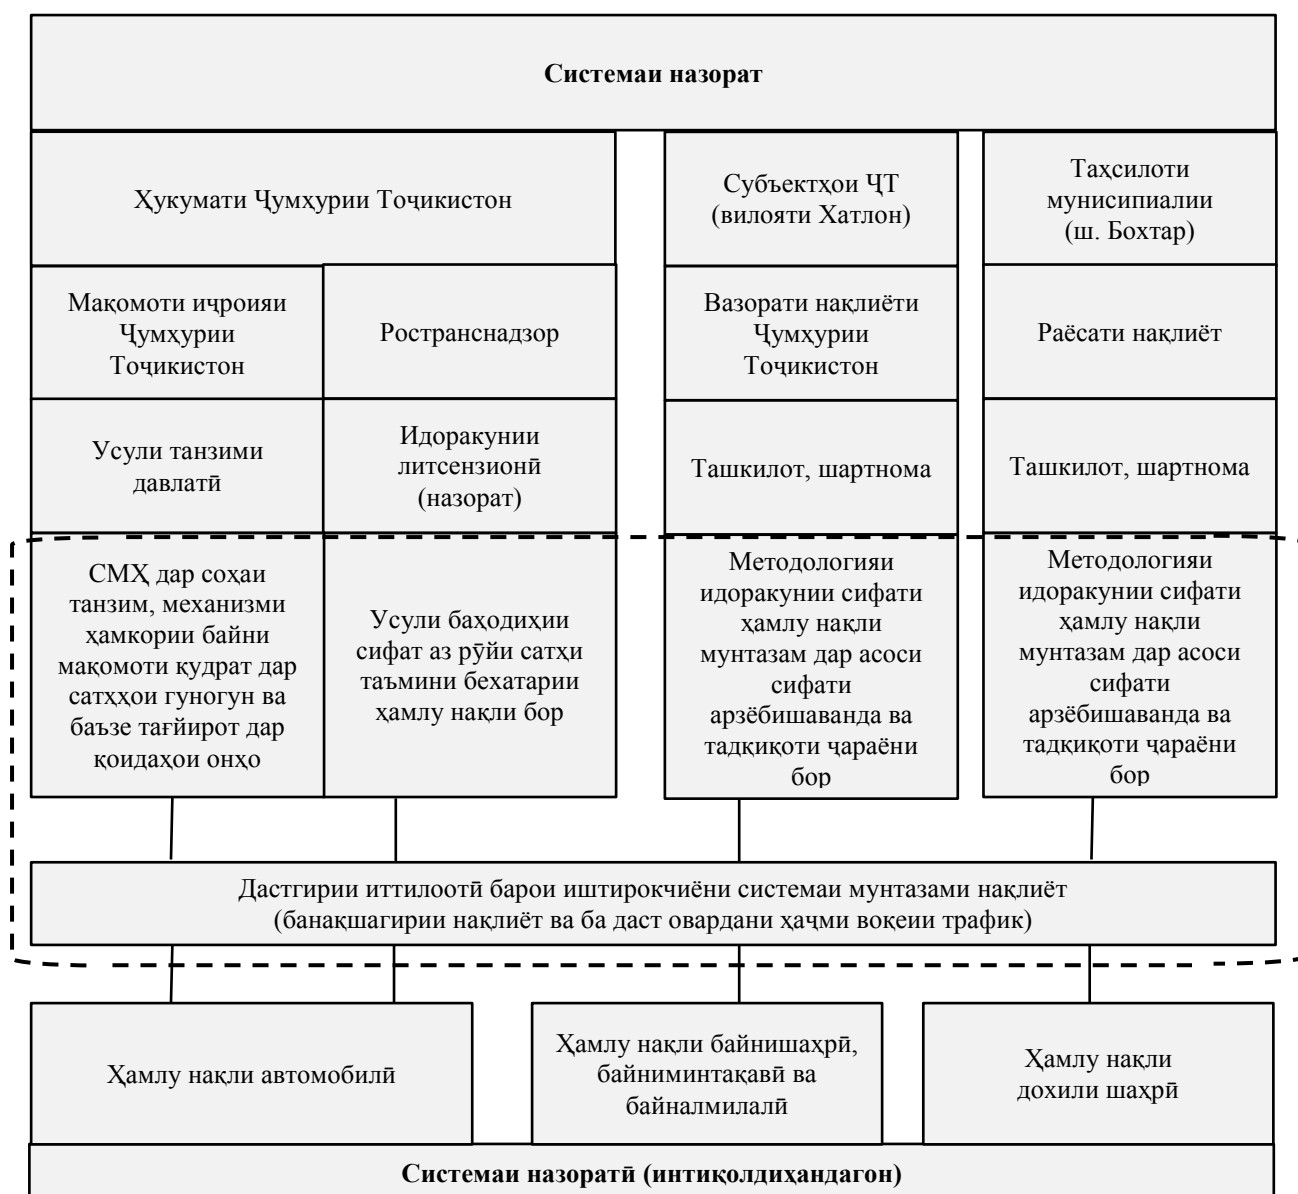 Системаи назорат
Ҳукумати Ҷумҳурии Тоҷикистон
Субъектҳои ҶТ
(вилояти Хатлон)
Таҳсилоти
мунисипиалии
(ш. Бохтар)
Мақомоти иҷроияи
Ҷумҳурии
Тоҷикистон
Ространснадзор
Вазорати нақлиёти
Ҷумҳурии
Тоҷикистон
Раёсати нақлиёт
Усули танзими
давлатӣ
Идоракунии
литсензионӣ
(назорат)
Ташкилот, шартнома
Ташкилот, шартнома
СМҲ дар соҳаи
танзим, механизми
ҳамкории байни
мақомоти қудрат дар
сатҳҳои гуногун ва
баъзе тағйирот дар
қоидаҳои онҳо
Усули баҳодиҳии
сифат аз рӯйи сатҳи
таъмини бехатарии
ҳамлу нақли бор
Методологияи
идоракунии сифати
ҳамлу нақли
мунтазам дар асоси
сифати
арзёбишаванда ва
тадқиқоти ҷараёни
бор
Методологияи
идоракунии сифати
ҳамлу нақли
мунтазам дар асоси
сифати
арзёбишаванда ва
тадқиқоти ҷараёни
бор
Дастгирии иттилоотӣ барои иштирокчиёни системаи мунтазами нақлиёт
(банақшагирии нақлиёт ва ба даст овардани ҳаҷми воқеии трафик)
Ҳамлу нақли автомобилӣ
Ҳамлу нақли байнишаҳрӣ,
байниминтақавӣ ва
байналмилалӣ
Ҳамлу нақли
дохили шаҳрӣ
Системаи назоратӣ (интиқолдиҳандагон)